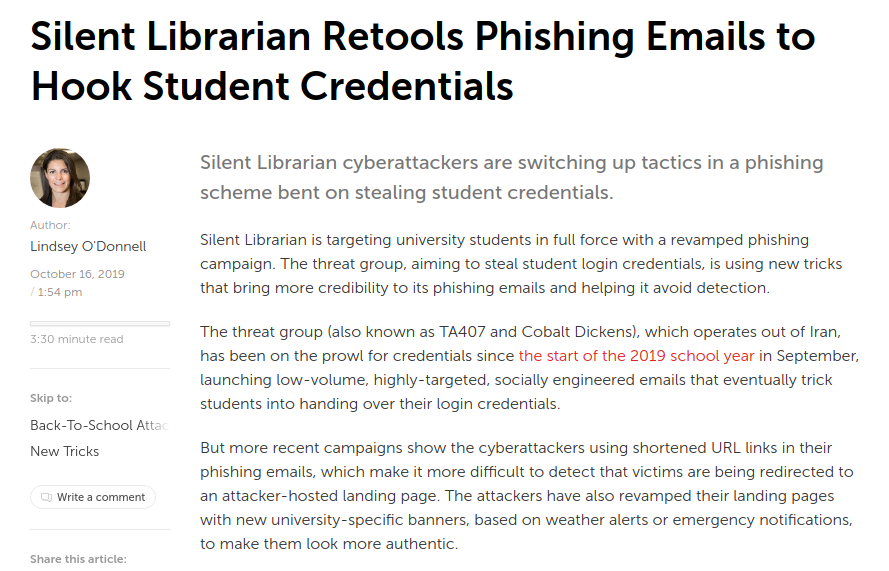 Silent Librarian Retools Phishing Emails to
Hook Student Credentials
Author:
Lindsey O'Donnell
October 16, 2019
/ 1:54 pm
3:30 minute read
Skip to:
Back-To-School Attac
New Tricks
Write a comment
Share this article:
Silent Librarian cyberattackers are switching up tactics in a phishing
scheme bent on stealing student credentials.
Silent Librarian is targeting university students in full force with a revamped phishing
campaign. The threat group, aiming to steal student login credentials, is using new tricks
that bring more credibility to its phishing emails and helping it avoid detection.
The threat group (also known as TA407 and Cobalt Dickens), which operates out of Iran,
has been on the prowl for credentials since the start of the 2019 school year in September,
launching low-volume, highly-targeted, socially engineered emails that eventually trick
students into handing over their login credentials.
But more recent campaigns show the cyberattackers using shortened URL links in their
phishing emails, which make it more difficult to detect that victims are being redirected to
an attacker-hosted landing page. The attackers have also revamped their landing pages
with new university-specific banners, based on weather alerts or emergency notifications,
to make them look more authentic.